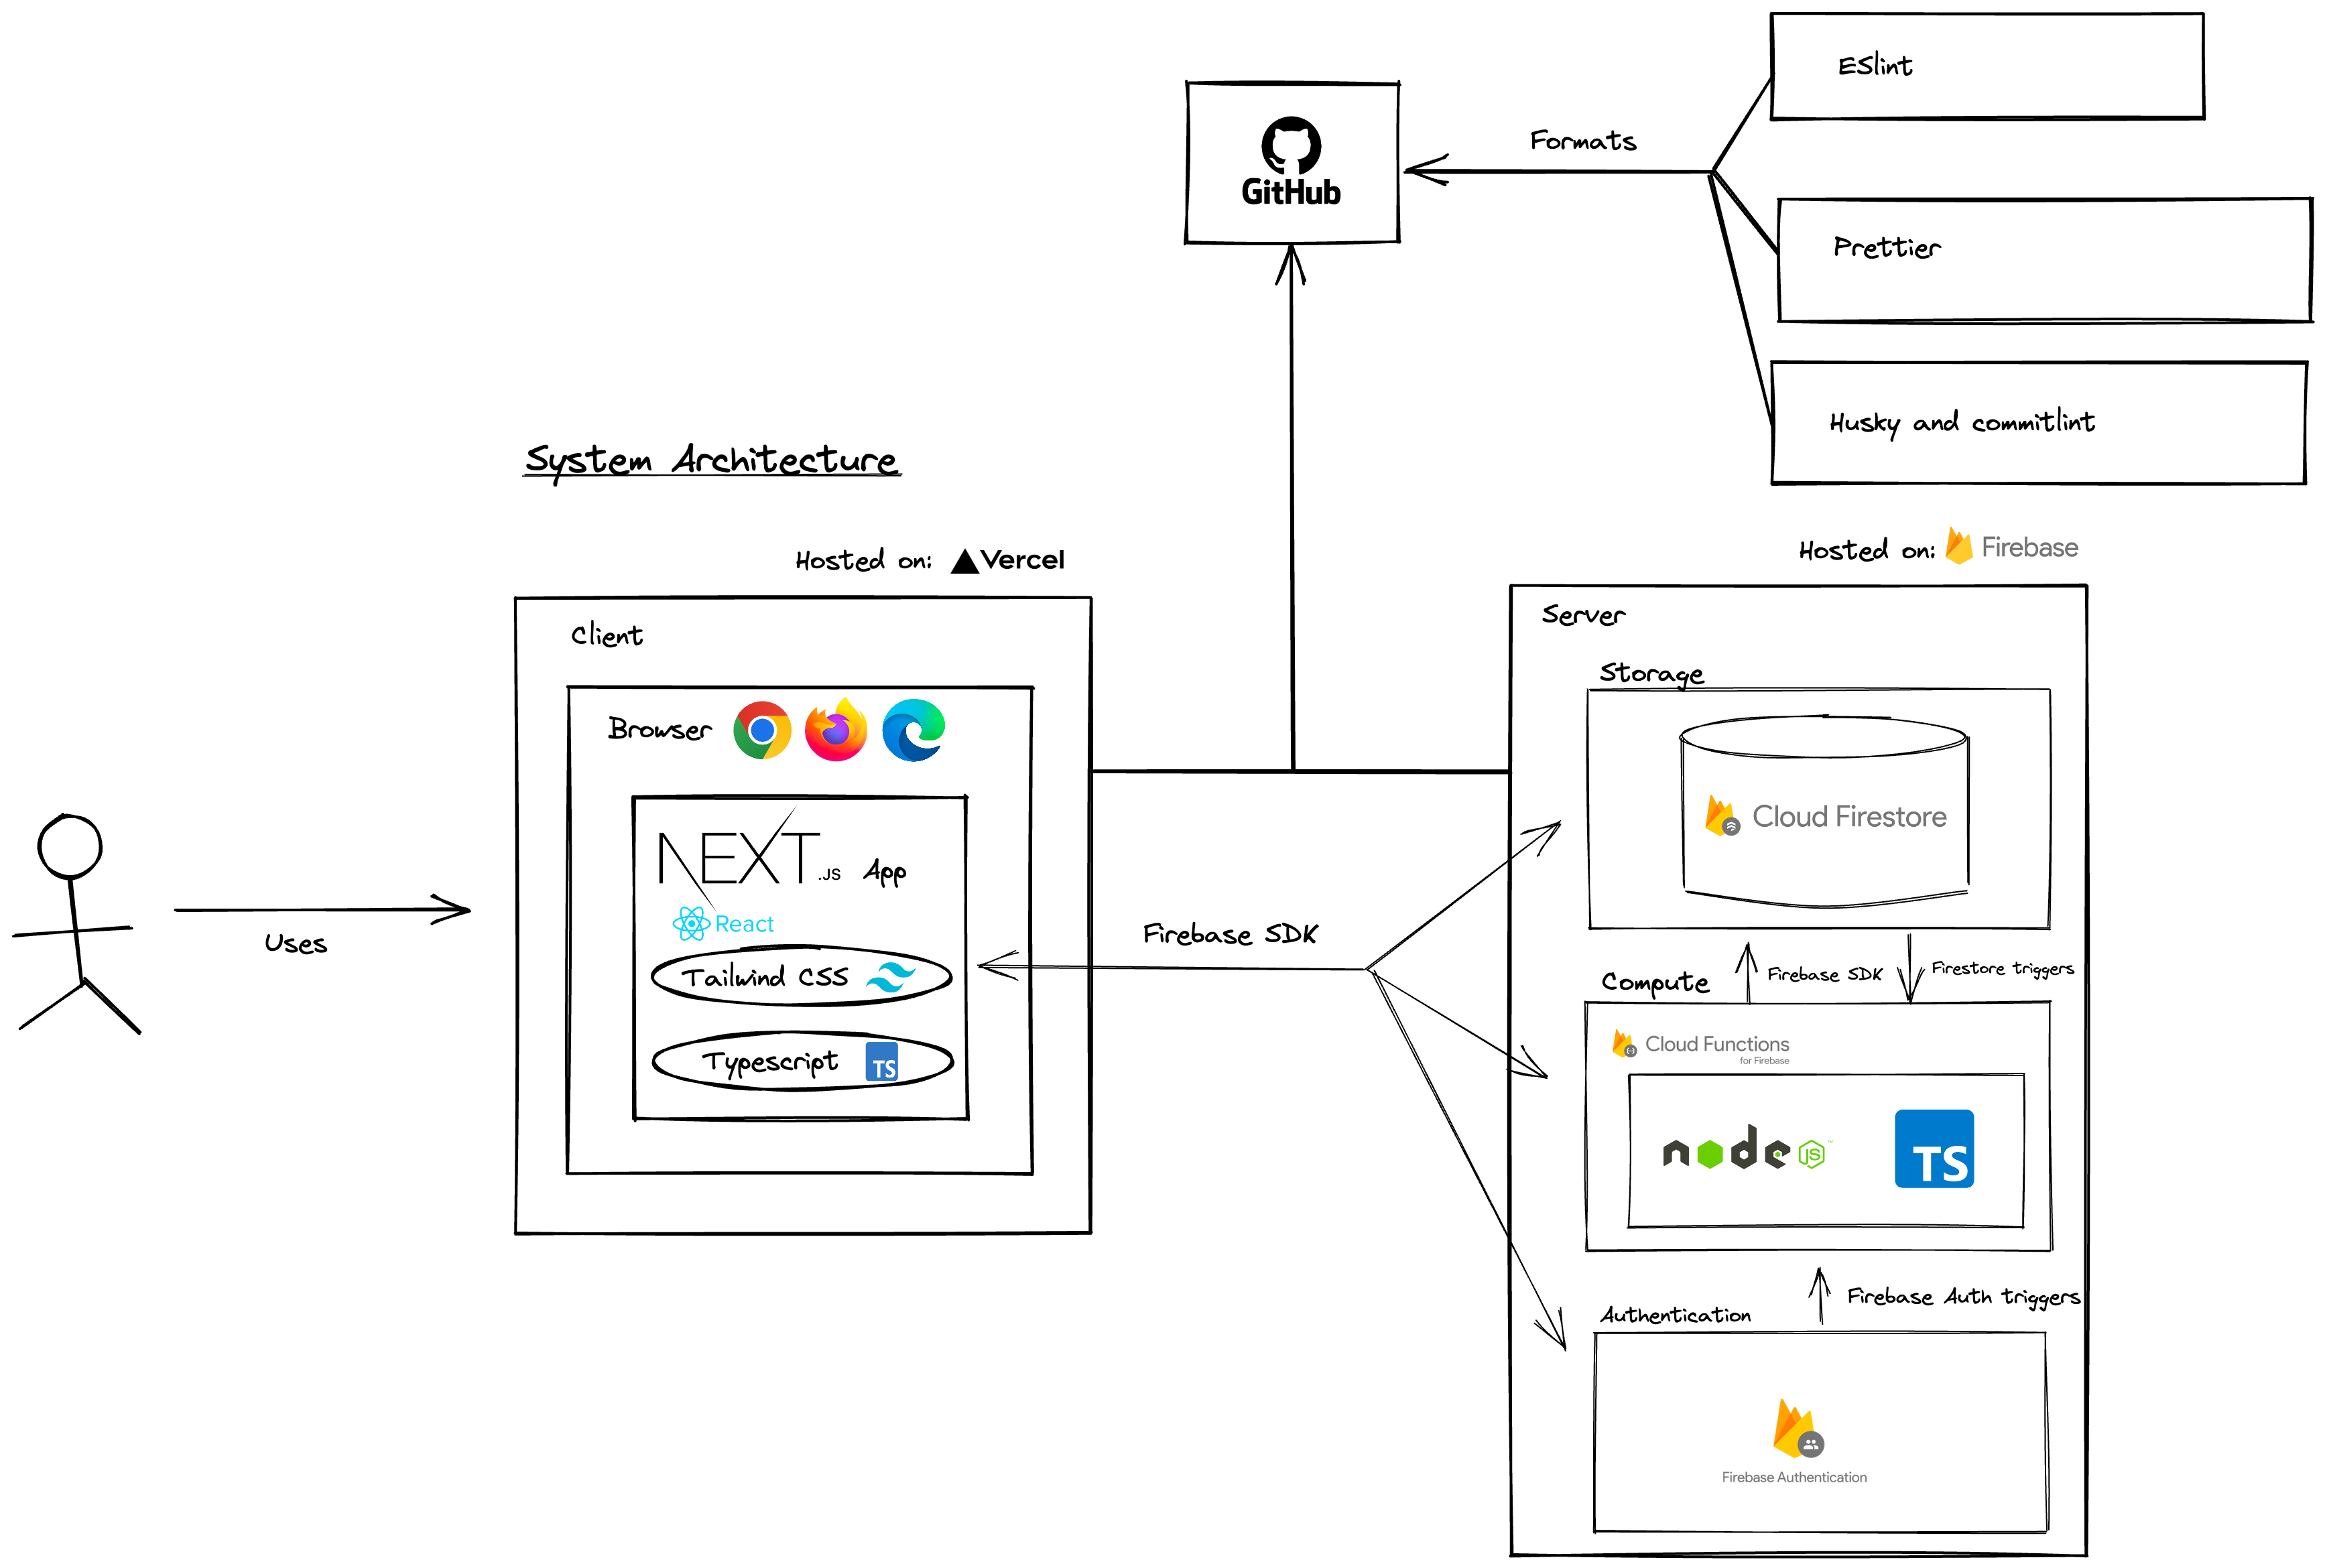 ESlint
GitHub
Formats
Prettier
Husky and commitlint
System Architecture
Hosted on: Vercel
Hosted on: Firebase
Client
Browser
NEXT.JS App
React
Tailwind CSS
Typescript
TS
Uses
Firebase SDK
Server
Storage
Cloud Firestore
Firebase SDK
Firestore triggers
Compute
Cloud Functions
for Firebase
node JS ™
TS
Firebase Auth triggers
Authentication
Firebase Authentication